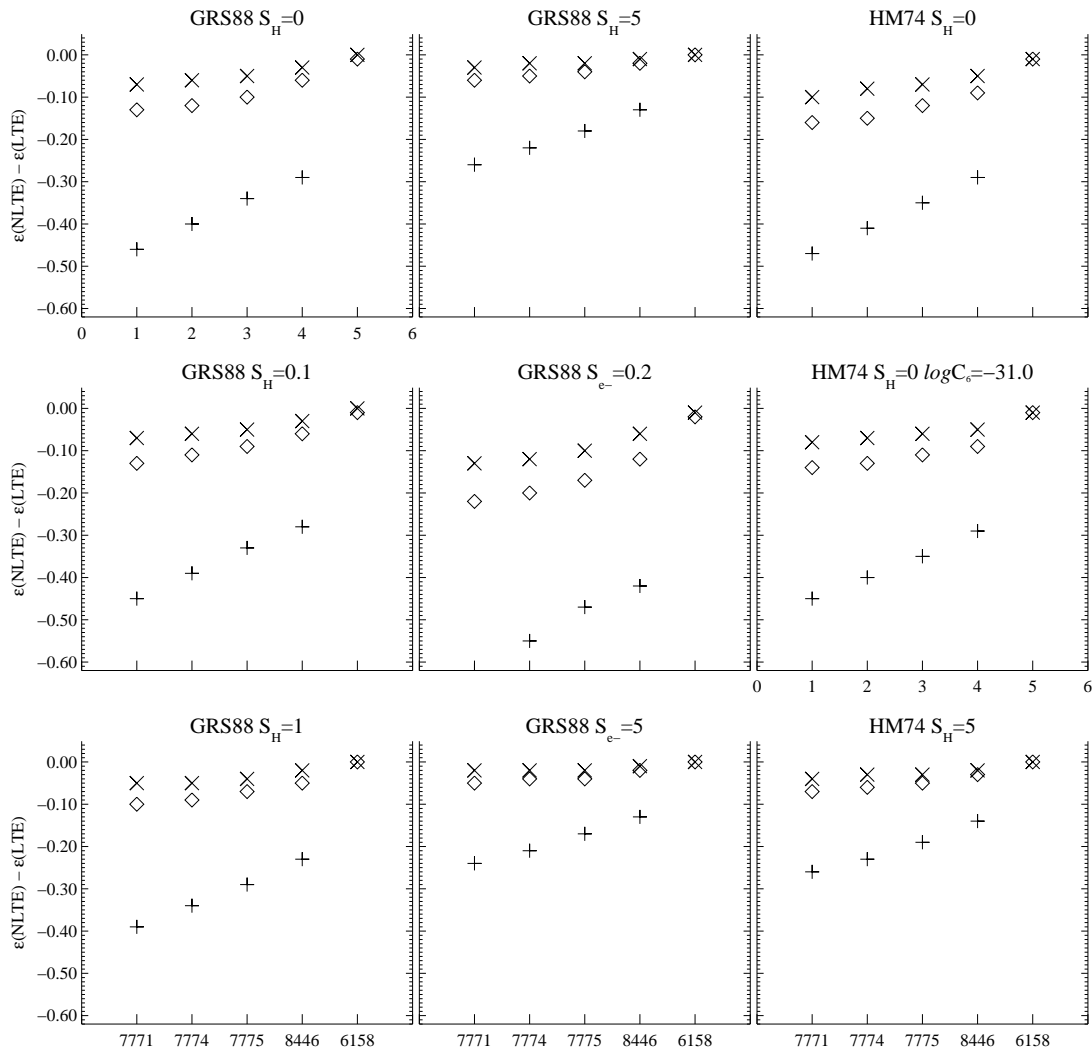 GRS88 S_H=0
GRS88 S_H=5
HM74 S_H=0
ε(NLTE) − ε(LTE)
0.00
−0.10
−0.20
−0.30
−0.40
−0.50
−0.60
0 1 2 3 4 5 6
GRS88 S_H=0.1
GRS88 S_e−=0.2
HM74 S_H=0 logC₆=−31.0
ε(NLTE) − ε(LTE)
0.00
−0.10
−0.20
−0.30
−0.40
−0.50
−0.60
0 1 2 3 4 5 6
GRS88 S_H=1
GRS88 S_e−=5
HM74 S_H=5
ε(NLTE) − ε(LTE)
0.00
−0.10
−0.20
−0.30
−0.40
−0.50
−0.60
7771 7774 7775 8446 6158
7771 7774 7775 8446 6158
7771 7774 7775 8446 6158